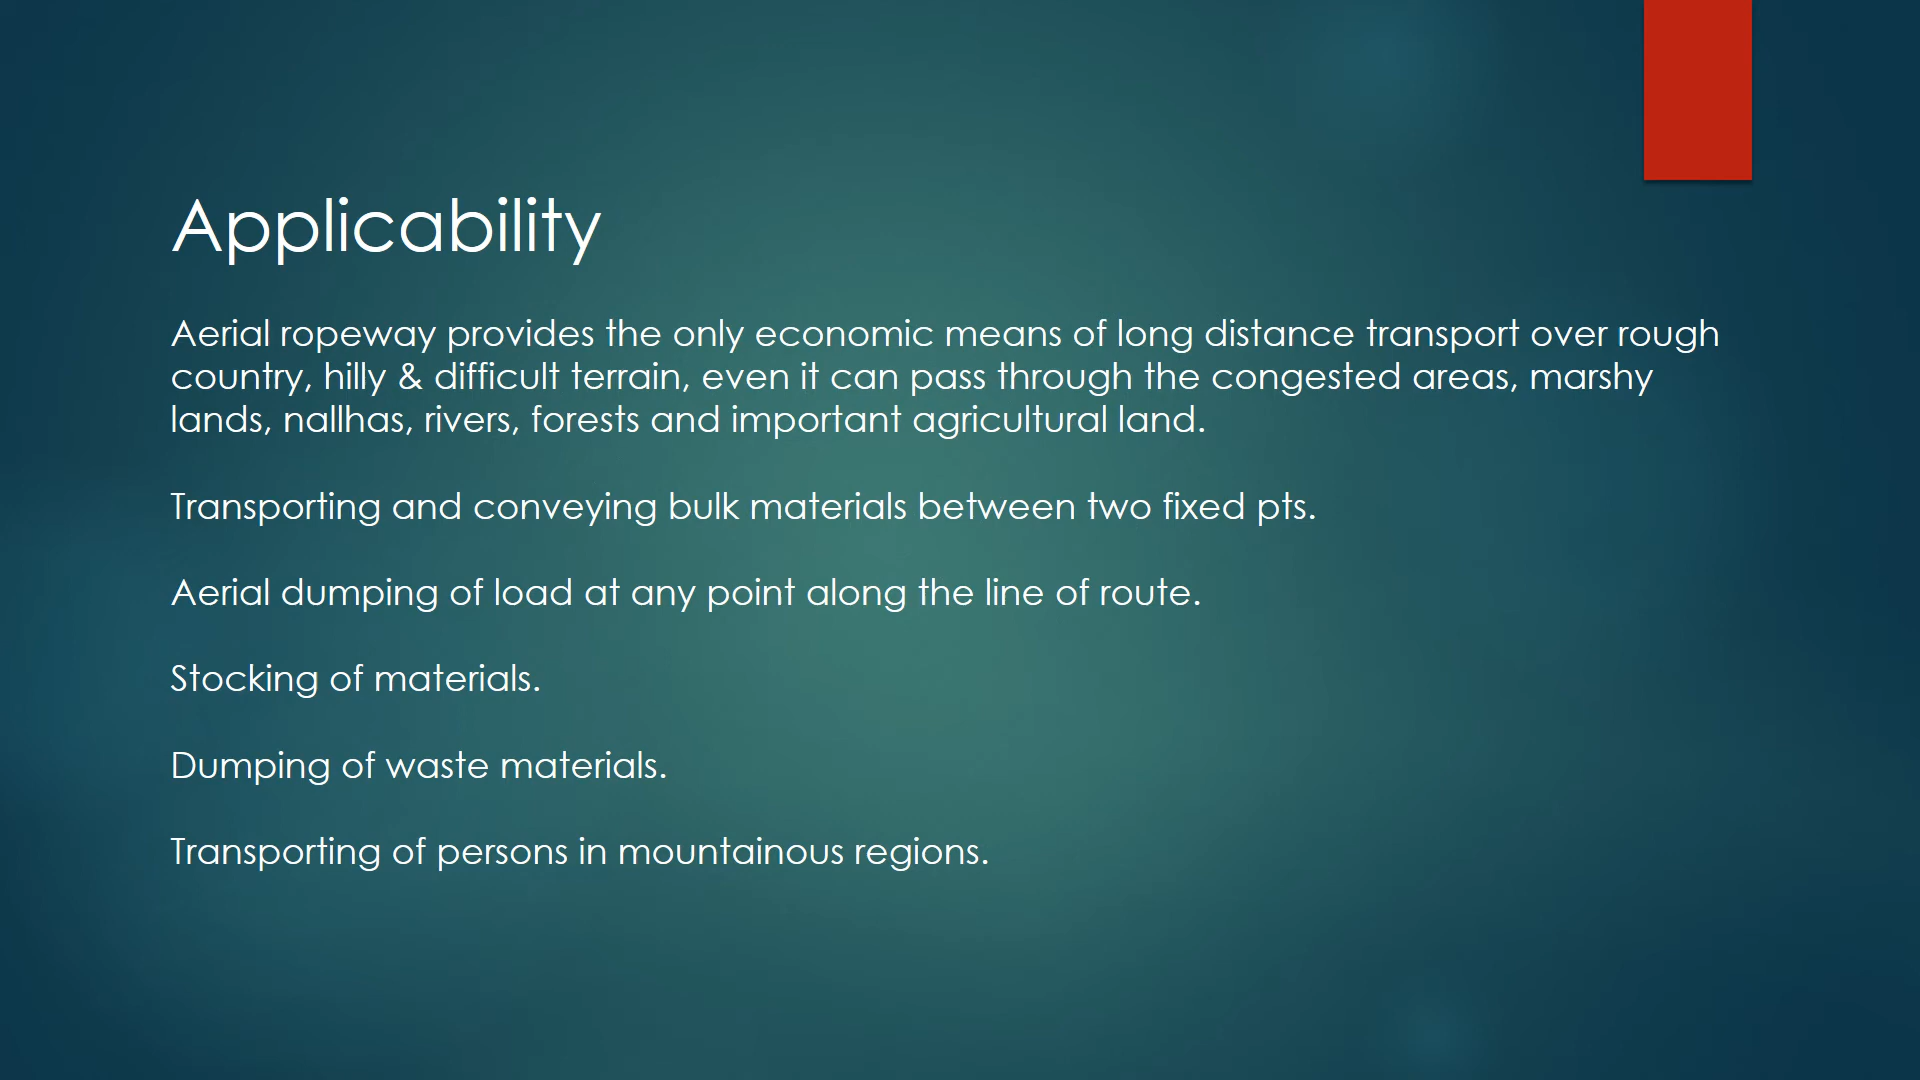 Applicability
Aerial ropeway provides the only economic means of long distance transport over rough
country, hilly & difficult terrain, even it can pass through the congested areas, marshy
lands, nallhas, rivers, forests and important agricultural land.
Transporting and conveying bulk materials between two fixed pts.
Aerial dumping of load at any point along the line of route.
Stocking of materials.
Dumping of waste materials.
Transporting of persons in mountainous regions.